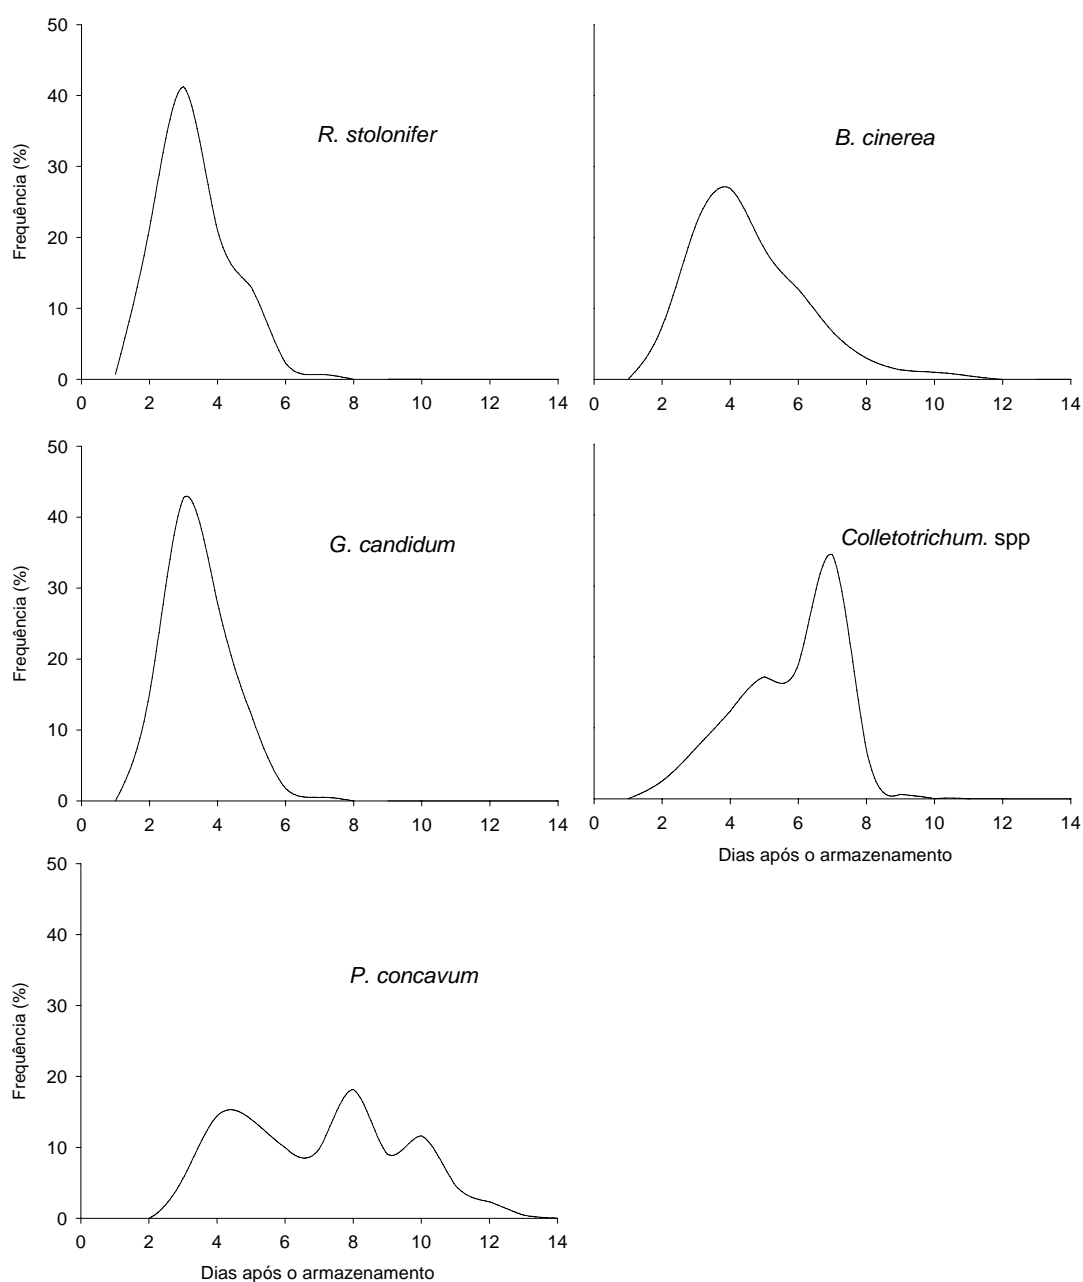 50
40
30
20
10
0
Frequência (%)
R. stolonifer
0 2 4 6 8 10 12 14
B. cinerea
0 2 4 6 8 10 12 14
50
40
30
20
10
0
Frequência (%)
G. candidum
0 2 4 6 8 10 12 14
Colletotrichum. spp
0 2 4 6 8 10 12 14
Dias após o armazenamento
50
40
30
20
10
0
Frequência (%)
P. concavum
0 2 4 6 8 10 12 14
Dias após o armazenamento